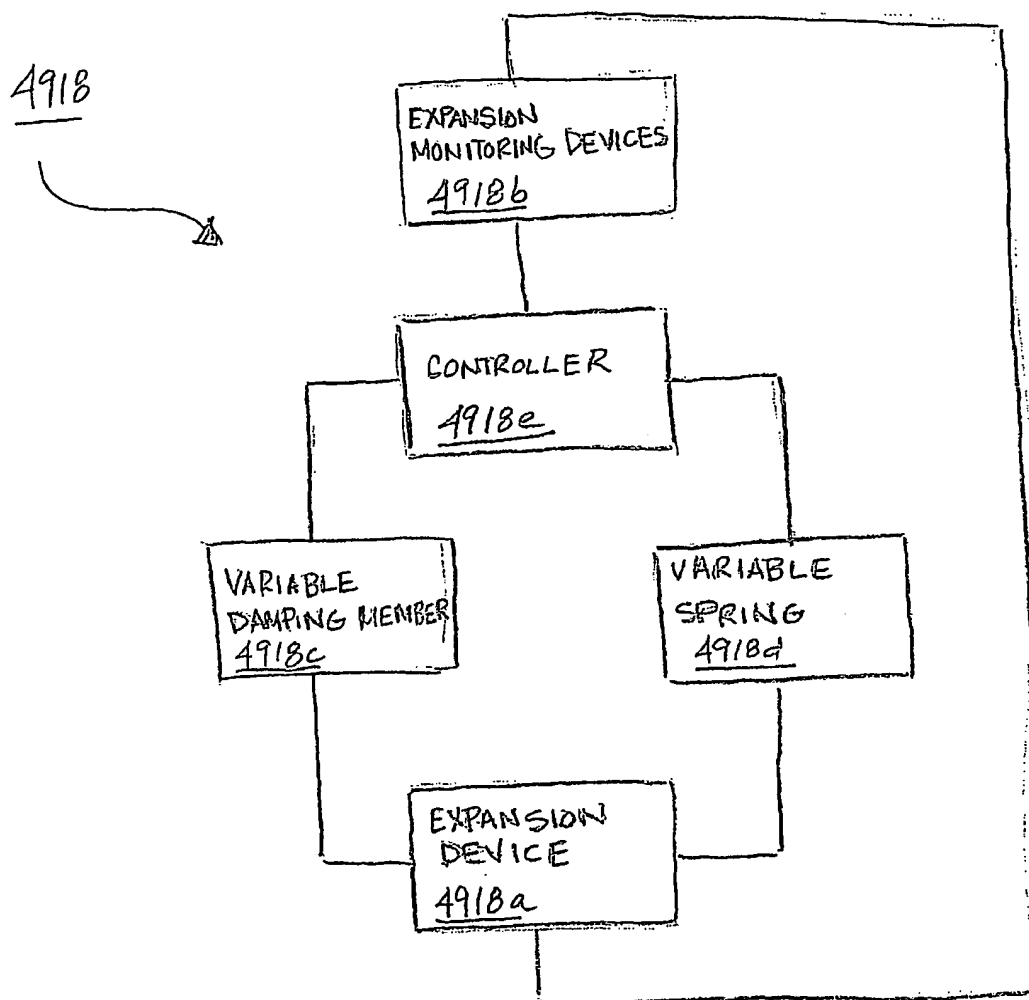 4918
EXPANSION
MONITORING DEVICES
4918b
CONTROLLER
4918e
VARIABLE
DAMPING MEMBER
4918c
VARIABLE
SPRING
4918d
EXPANSION
DEVICE
4918a